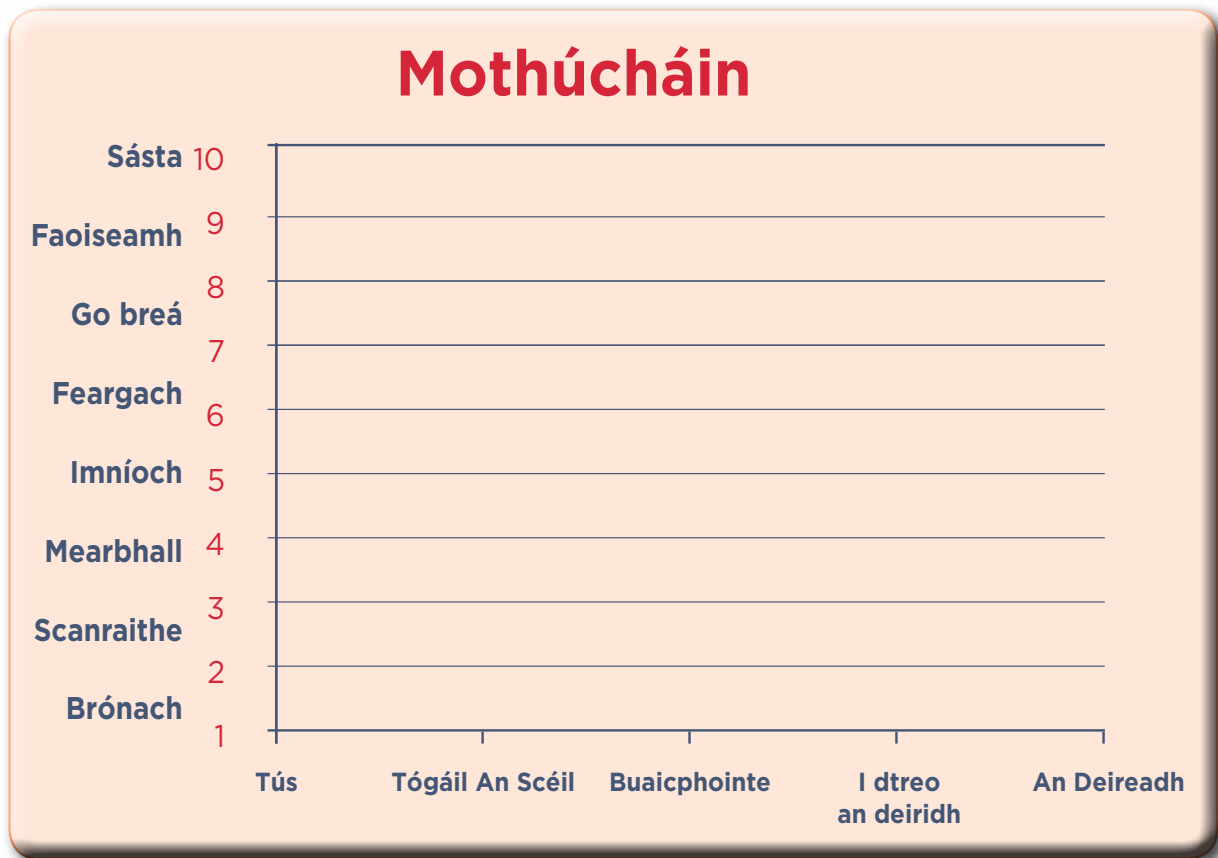 Mothúcháin
Sásta 10
9
Faoiseamh
8
Go breá
7
Feargach
6
Imníoch 5
Mearbhall 4
3
Scanraithe
2
Brónach
1
Tús Tógáil An Scéil Buaicphointe I dtreo An Deireadh
an deiridh